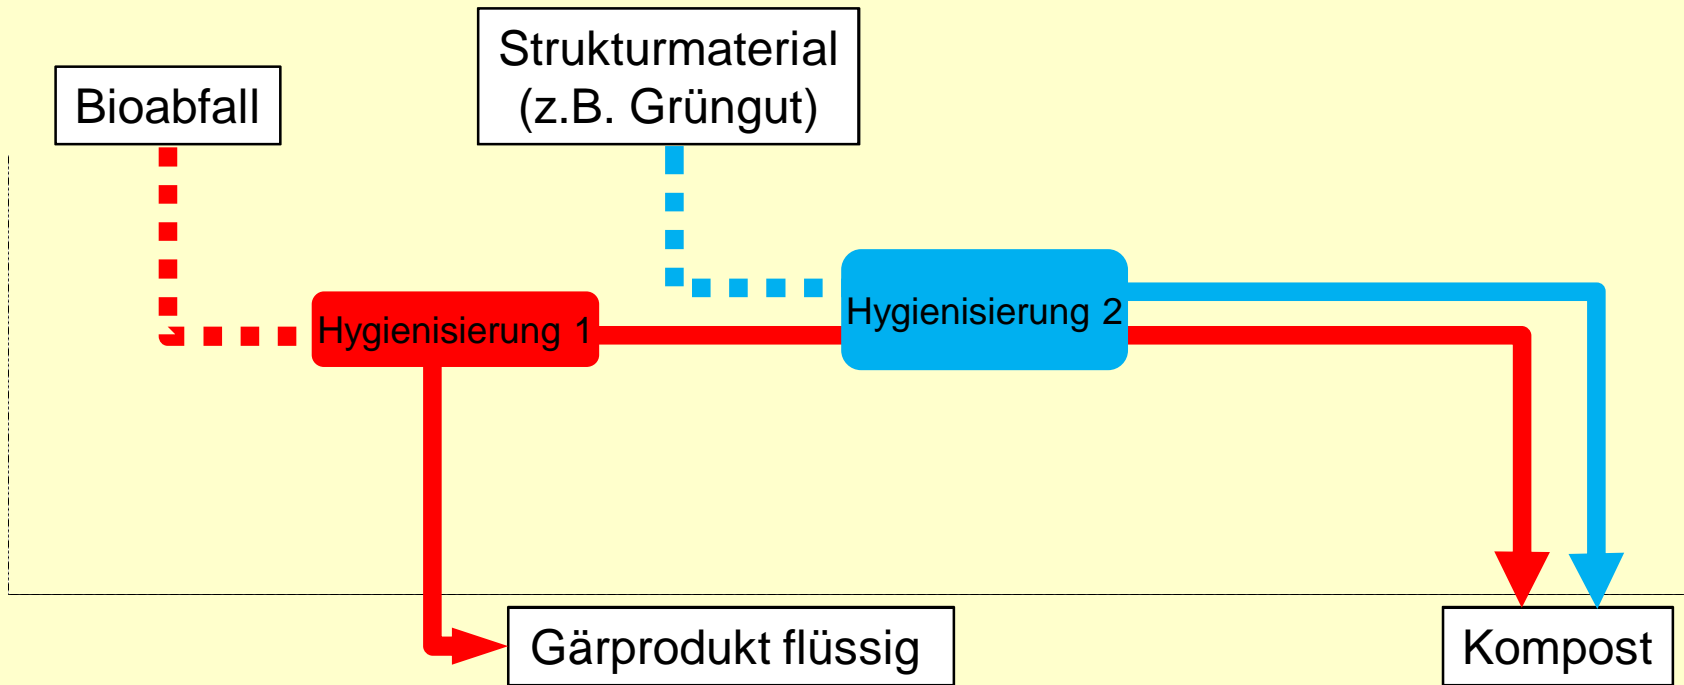 Strukturmaterial
(z.B. Grüngut)
Bioabfall
Hygienisierung 1
Hygienisierung 2
Gärprodukt flüssig
Kompost